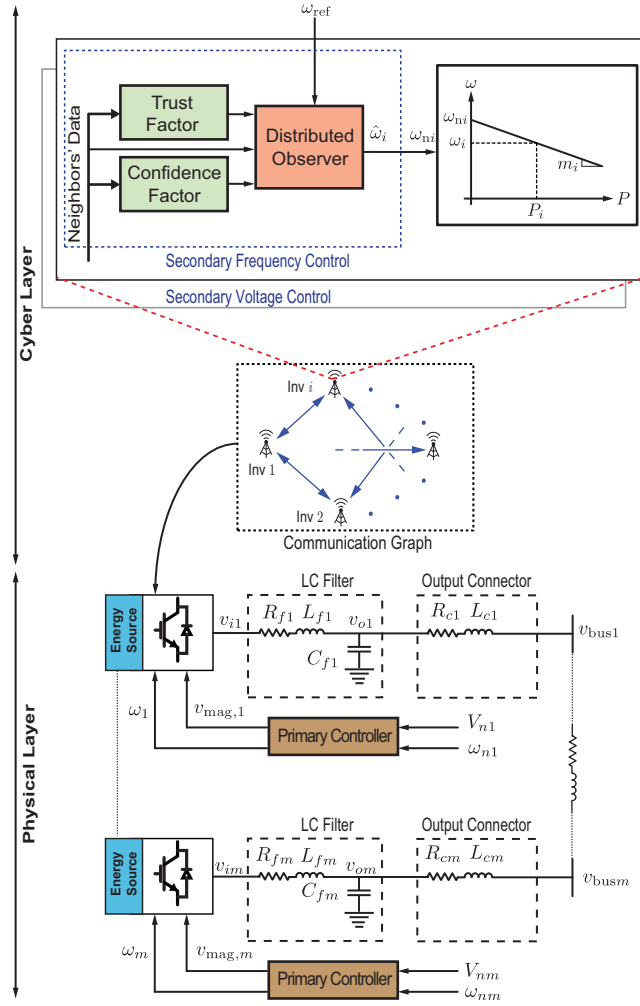 ω_ref
Cyber Layer
Neighbors' Data
Trust
Factor
Confidence
Factor
Distributed
Observer
ω̂_i
ω_ni
ω
ω_ni
ω_i
m_i
P_i
P
Secondary Frequency Control
Secondary Voltage Control
Inv i
Inv 1
Inv 2
Communication Graph
Physical Layer
LC Filter
Output Connector
Energy
Source
v_i1
R_f1 L_f1
v_o1
C_f1
R_c1 L_c1
v_bus1
ω_1
v_mag,1
Primary Controller
V_n1
ω_n1
LC Filter
Output Connector
Energy
Source
v_im
R_fm L_fm
v_om
C_fm
R_cm L_cm
v_busm
ω_m
v_mag,m
Primary Controller
V_nm
ω_nm